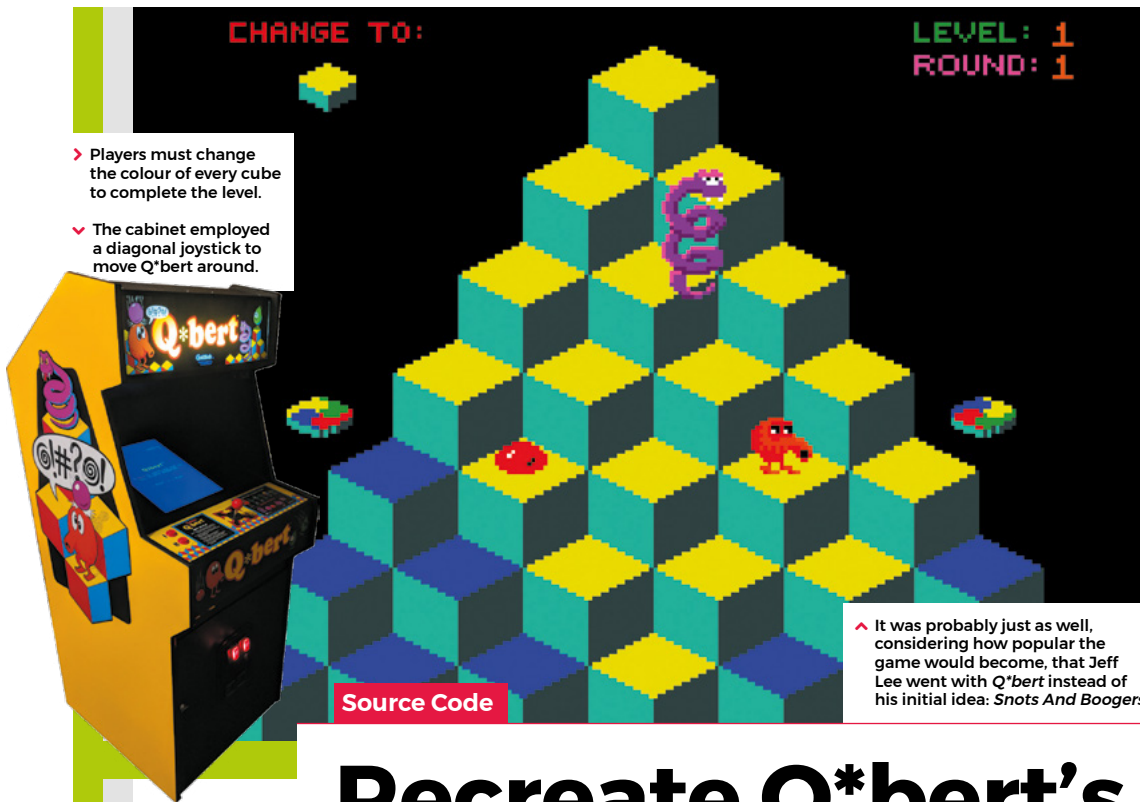 CHANGE TO:
LEVEL: 1
ROUND: 1
Players must change
the colour of every cube
to complete the level.
The cabinet employed
a diagonal joystick to
move Q*bert around.
Q*bert
@!#?@!
Q*bert
It was probably just as well,
considering how popular the
game would become, that Jeff
Lee went with Q*bert instead of
his initial idea: Snots And Boogers
Source Code
Recreate Q*bert's